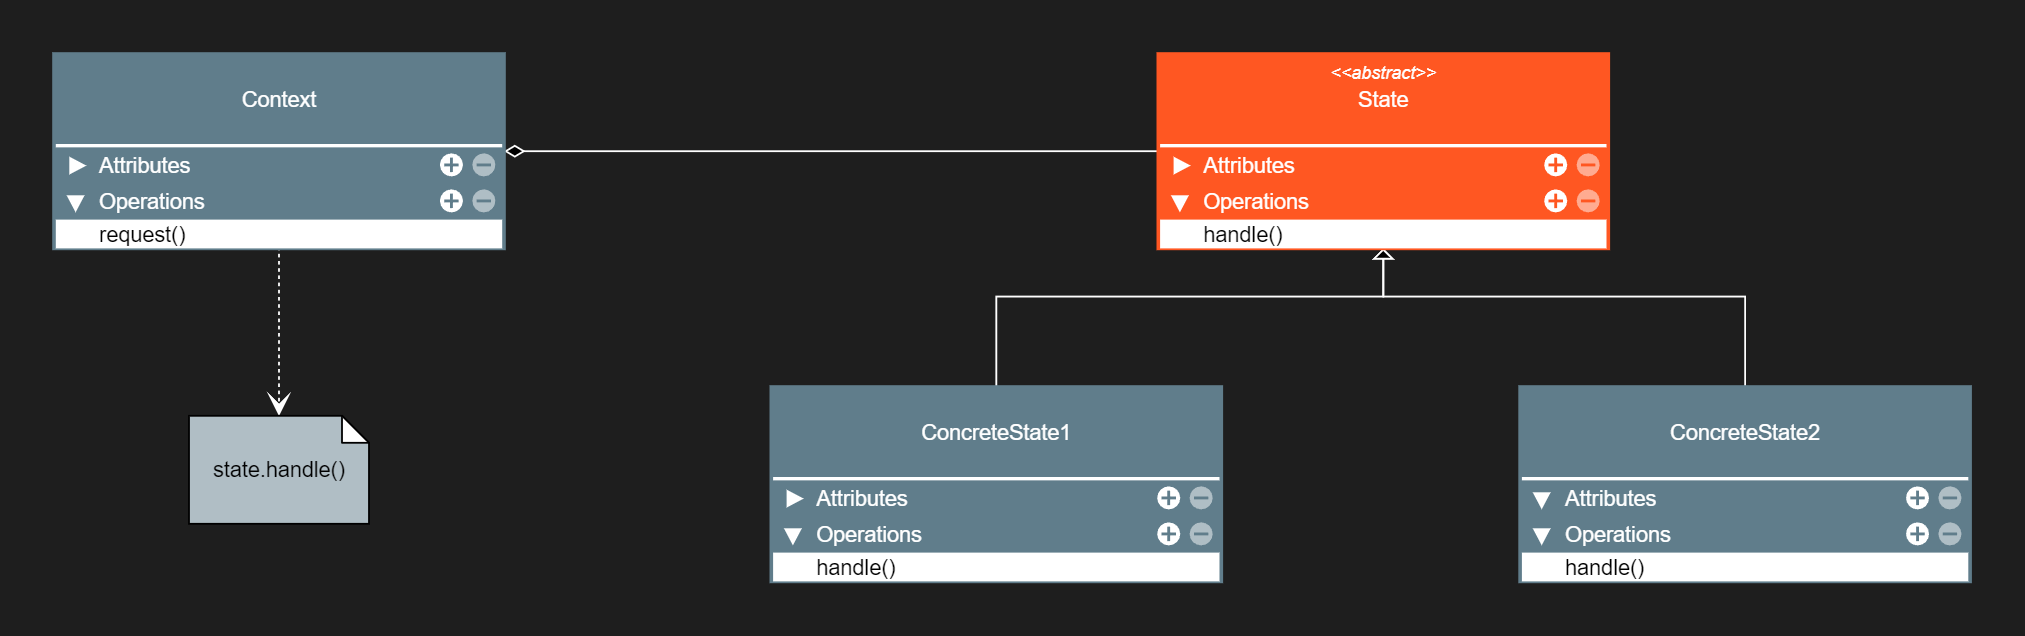 Context
Attributes
Operations
request()
<<abstract>>
State
Attributes
Operations
handle()
state.handle()
ConcreteState1
Attributes
Operations
handle()
ConcreteState2
Attributes
Operations
handle()